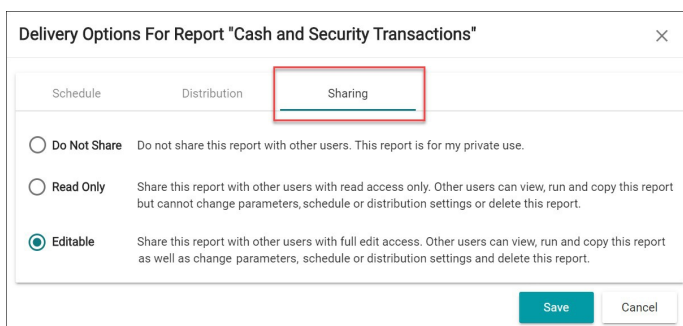 Delivery Options For Report "Cash and Security Transactions"
Schedule Distribution Sharing
Do Not Share Do not share this report with other users. This report is for my private use.
Read Only Share this report with other users with read access only. Other users can view, run and copy this report
but cannot change parameters, schedule or distribution settings or delete this report.
Editable Share this report with other users with full edit access. Other users can view, run and copy this report
as well as change parameters, schedule or distribution settings and delete this report.
Save Cancel